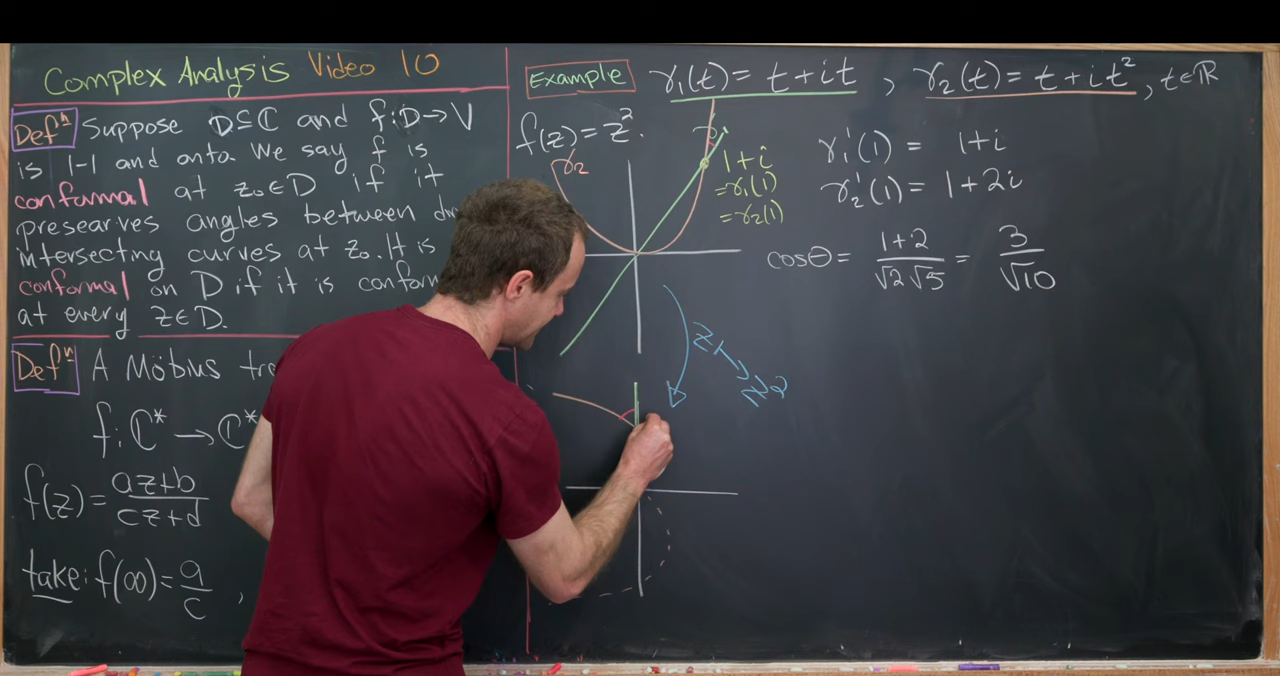 Complex Analysis Video 10
Defⁿ Suppose D⊆ℂ and f:D→V
is 1-1 and onto. We say f is
conformal at z₀∈D if it
presearves angles between
intersecting curves at z₀. It is
conformal on D if it is
at every z∈D.
Defⁿ A Möbius
f: ℂ* → ℂ*
f(z) = az+b / cz+d
take: f(∞) = a/c ,
Example γ₁(t) = t+it , γ₂(t) = t+it² , t∈ℝ
f(z) = z².
γ₂
1+i
=γ₁(1)
=γ₂(1)
γ₁'(1) = 1+i
γ₂'(1) = 1+2i
cosθ = 1+2 / √2√5 = 3 / √10
z ↦ z²